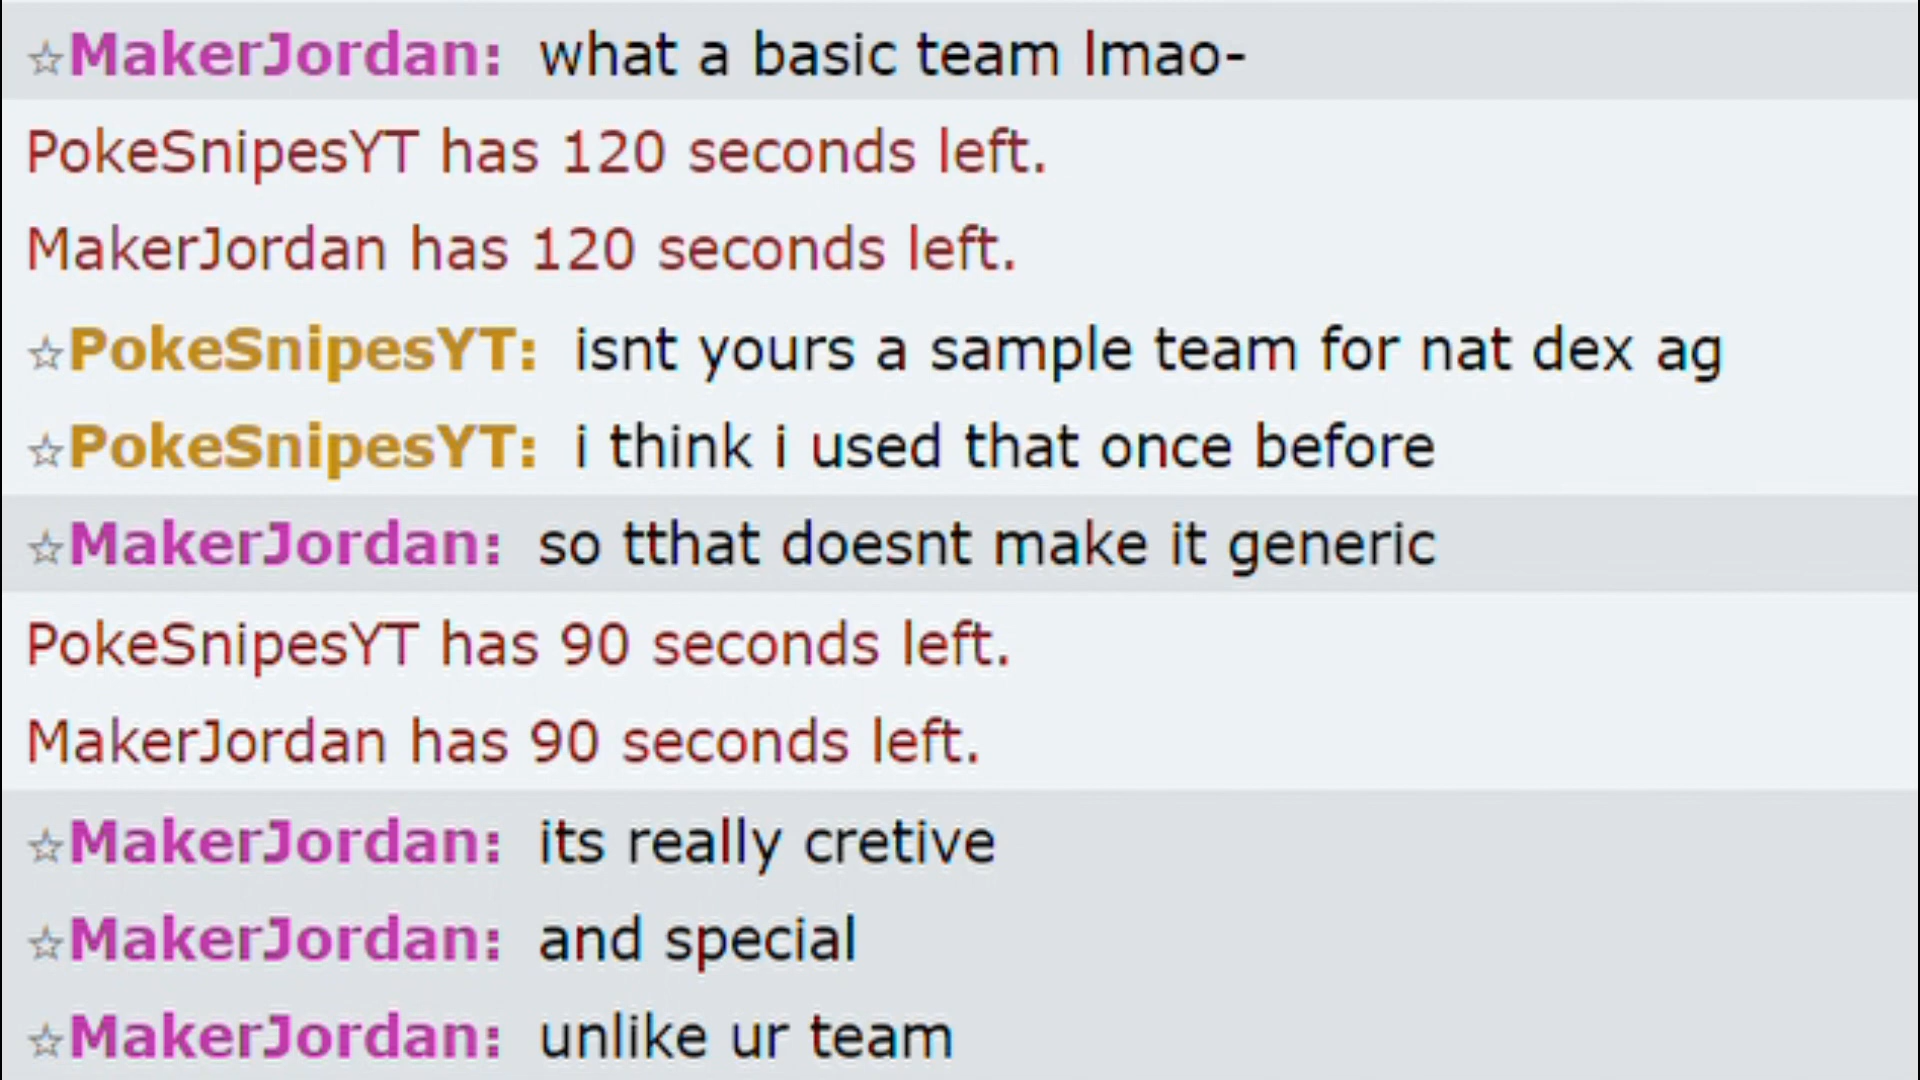 ☆MakerJordan: what a basic team lmao-
PokeSnipesYT has 120 seconds left.
MakerJordan has 120 seconds left.
☆PokeSnipesYT: isnt yours a sample team for nat dex ag
☆PokeSnipesYT: i think i used that once before
☆MakerJordan: so tthat doesnt make it generic
PokeSnipesYT has 90 seconds left.
MakerJordan has 90 seconds left.
☆MakerJordan: its really cretive
☆MakerJordan: and special
☆MakerJordan: unlike ur team